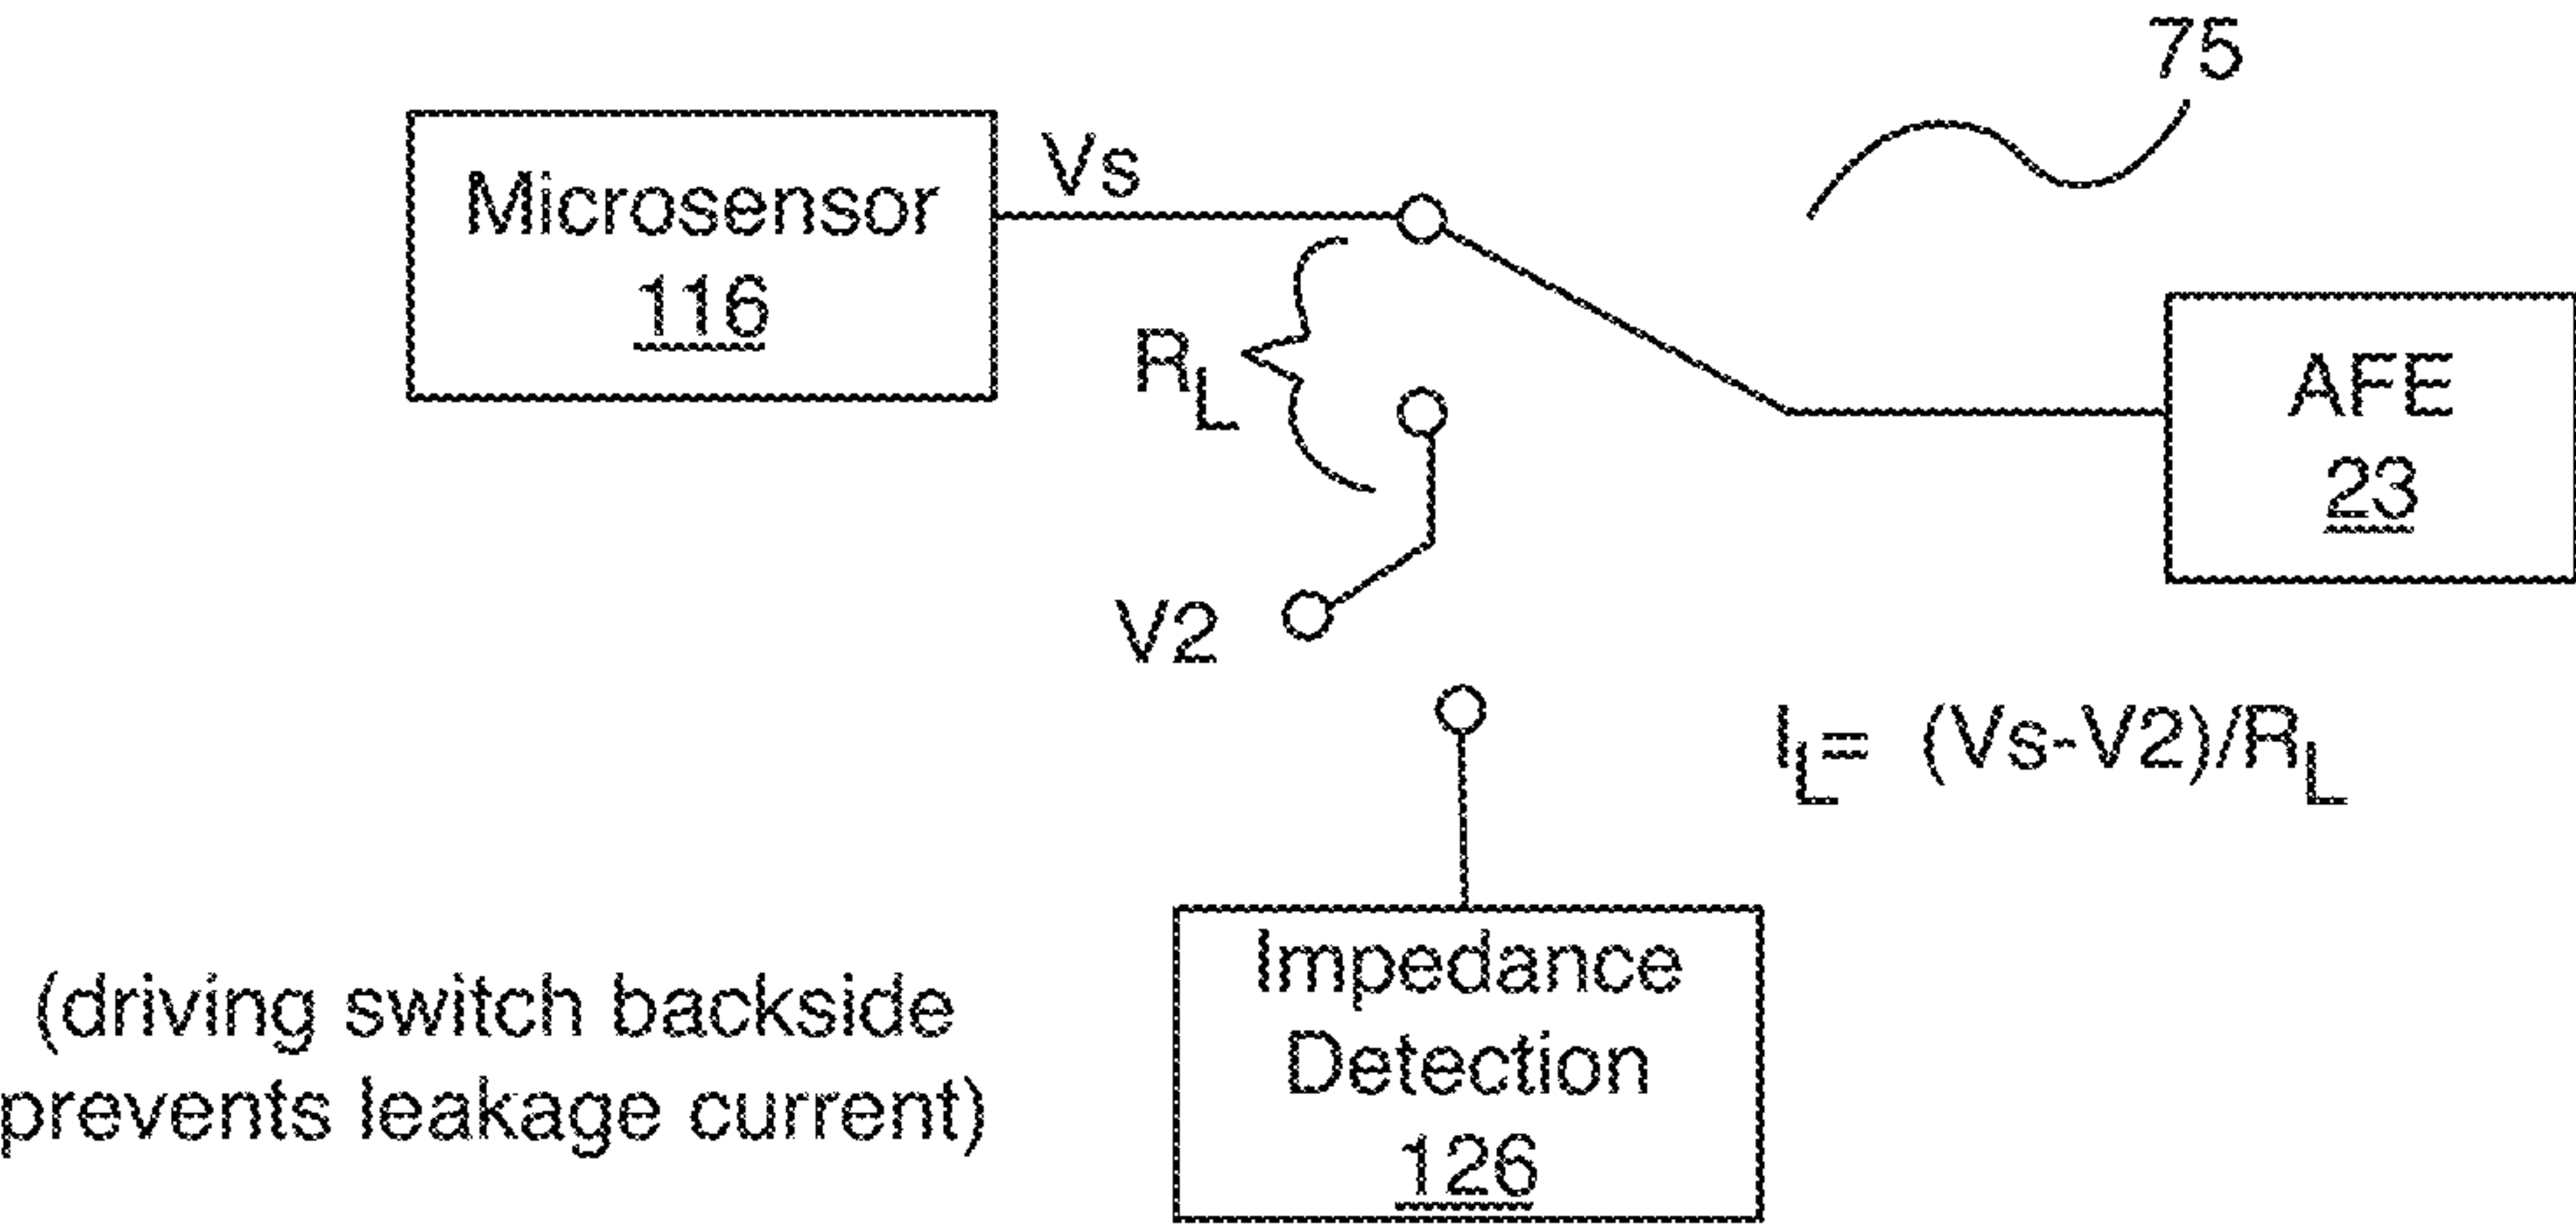 75
Microsensor
116
Vs
RL
AFE
23
V2
IL= (Vs-V2)/RL
Impedance
Detection
126
(driving switch backside
prevents leakage current)